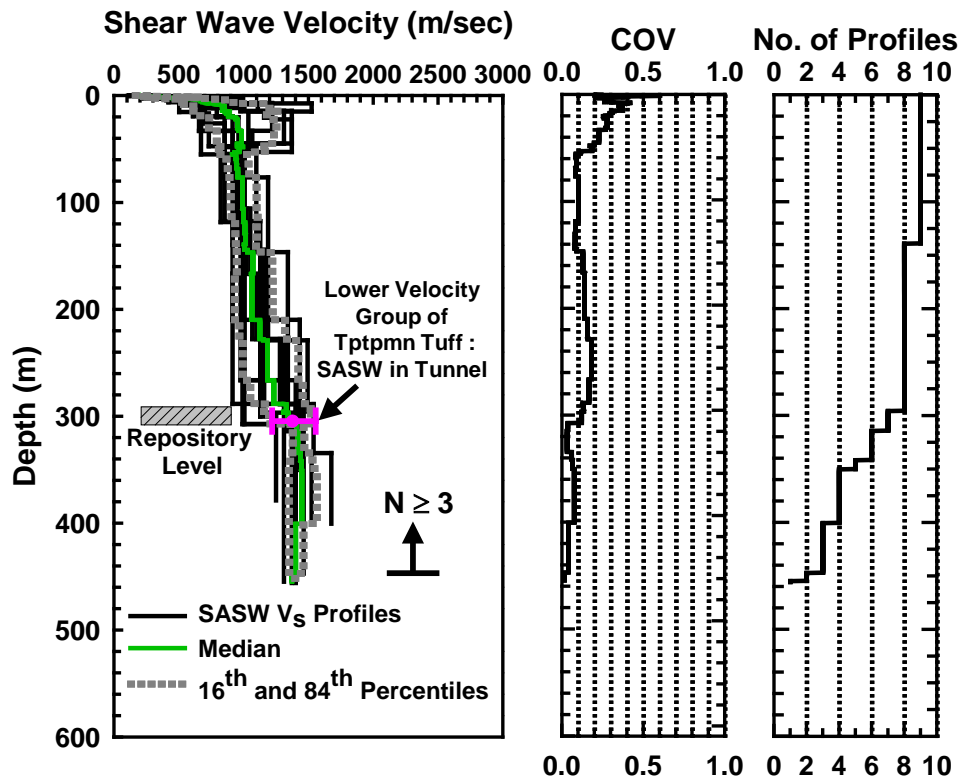 Shear Wave Velocity (m/sec)
0 500 1000 1500 2000 2500 3000
0
100
200
300
400
500
600
Depth (m)
Lower Velocity
Group of
Tptpmn Tuff :
SASW in Tunnel
Repository
Level
N ≥ 3
SASW Vs Profiles
Median
16th and 84th Percentiles
COV
0.0 0.5 1.0
0.0 0.5 1.0
No. of Profiles
0 2 4 6 8 10
0 2 4 6 8 10